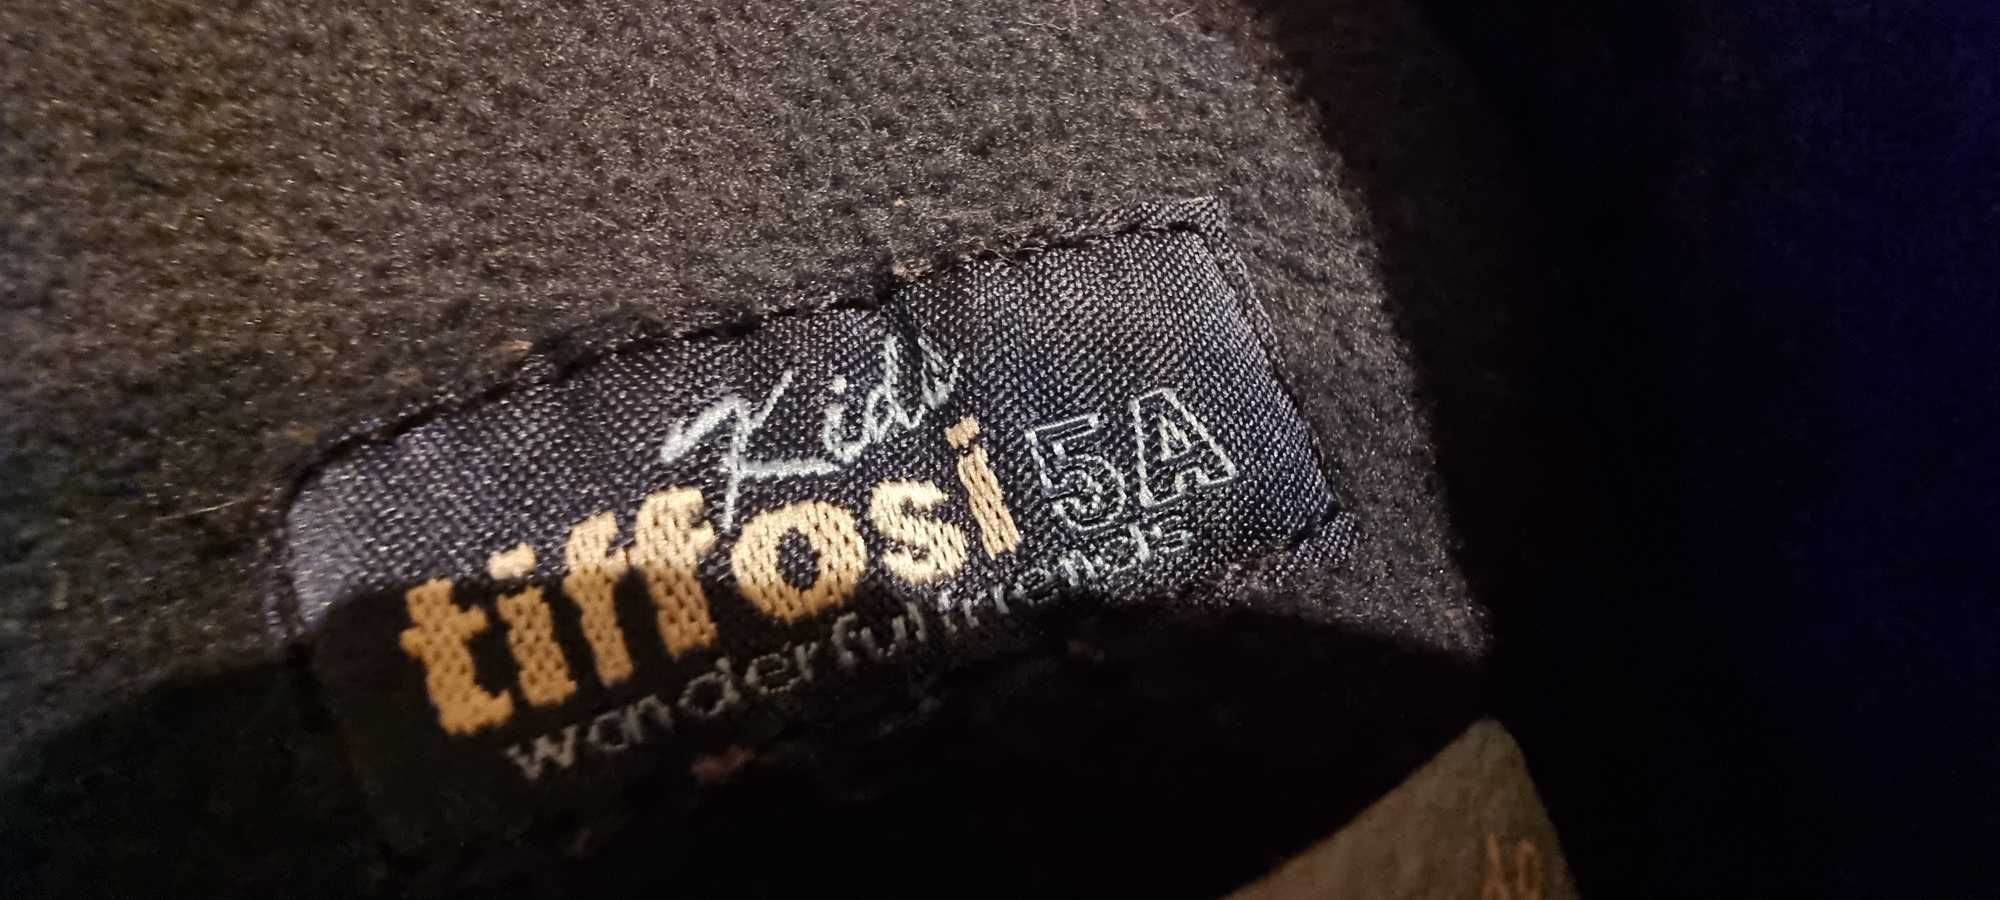 Kids
tiffosi 5A
wonderful friends